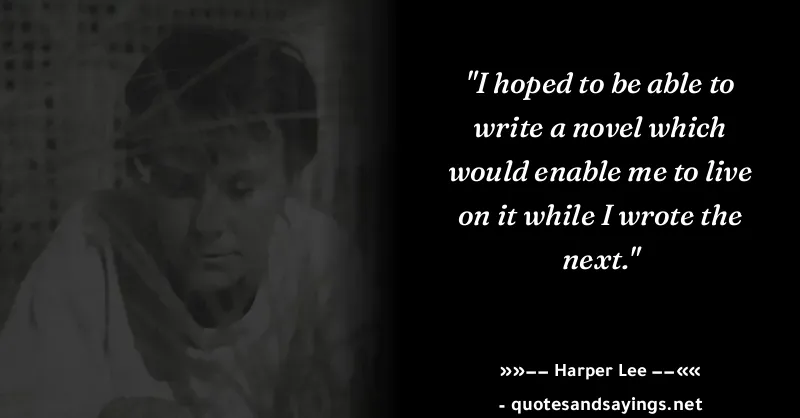 "I hoped to be able to
write a novel which
would enable me to live
on it while I wrote the
next."
»»−− Harper Lee −−««
- quotesandsayings.net